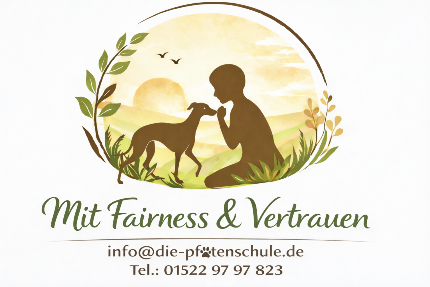 Mit Fairness & Vertrauen
info@die-pfotenschule.de
Tel.: 01522 97 97 823